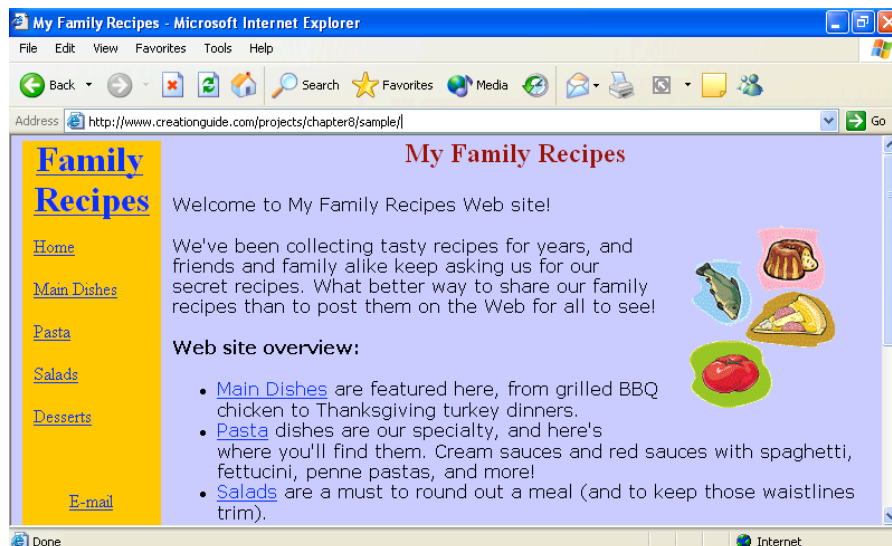 My Family Recipes - Microsoft Internet Explorer
File Edit View Favorites Tools Help
Back Search Favorites Media
Address http://www.creationguide.com/projects/chapter8/sample/ Go
Family
Recipes
Home
Main Dishes
Pasta
Salads
Desserts
E-mail
My Family Recipes
Welcome to My Family Recipes Web site!
We've been collecting tasty recipes for years, and
friends and family alike keep asking us for our
secret recipes. What better way to share our family
recipes than to post them on the Web for all to see!
Web site overview:
• Main Dishes are featured here, from grilled BBQ
chicken to Thanksgiving turkey dinners.
• Pasta dishes are our specialty, and here's
where you'll find them. Cream sauces and red sauces with spaghetti,
fettucini, penne pastas, and more!
• Salads are a must to round out a meal (and to keep those waistlines
trim).
Done Internet